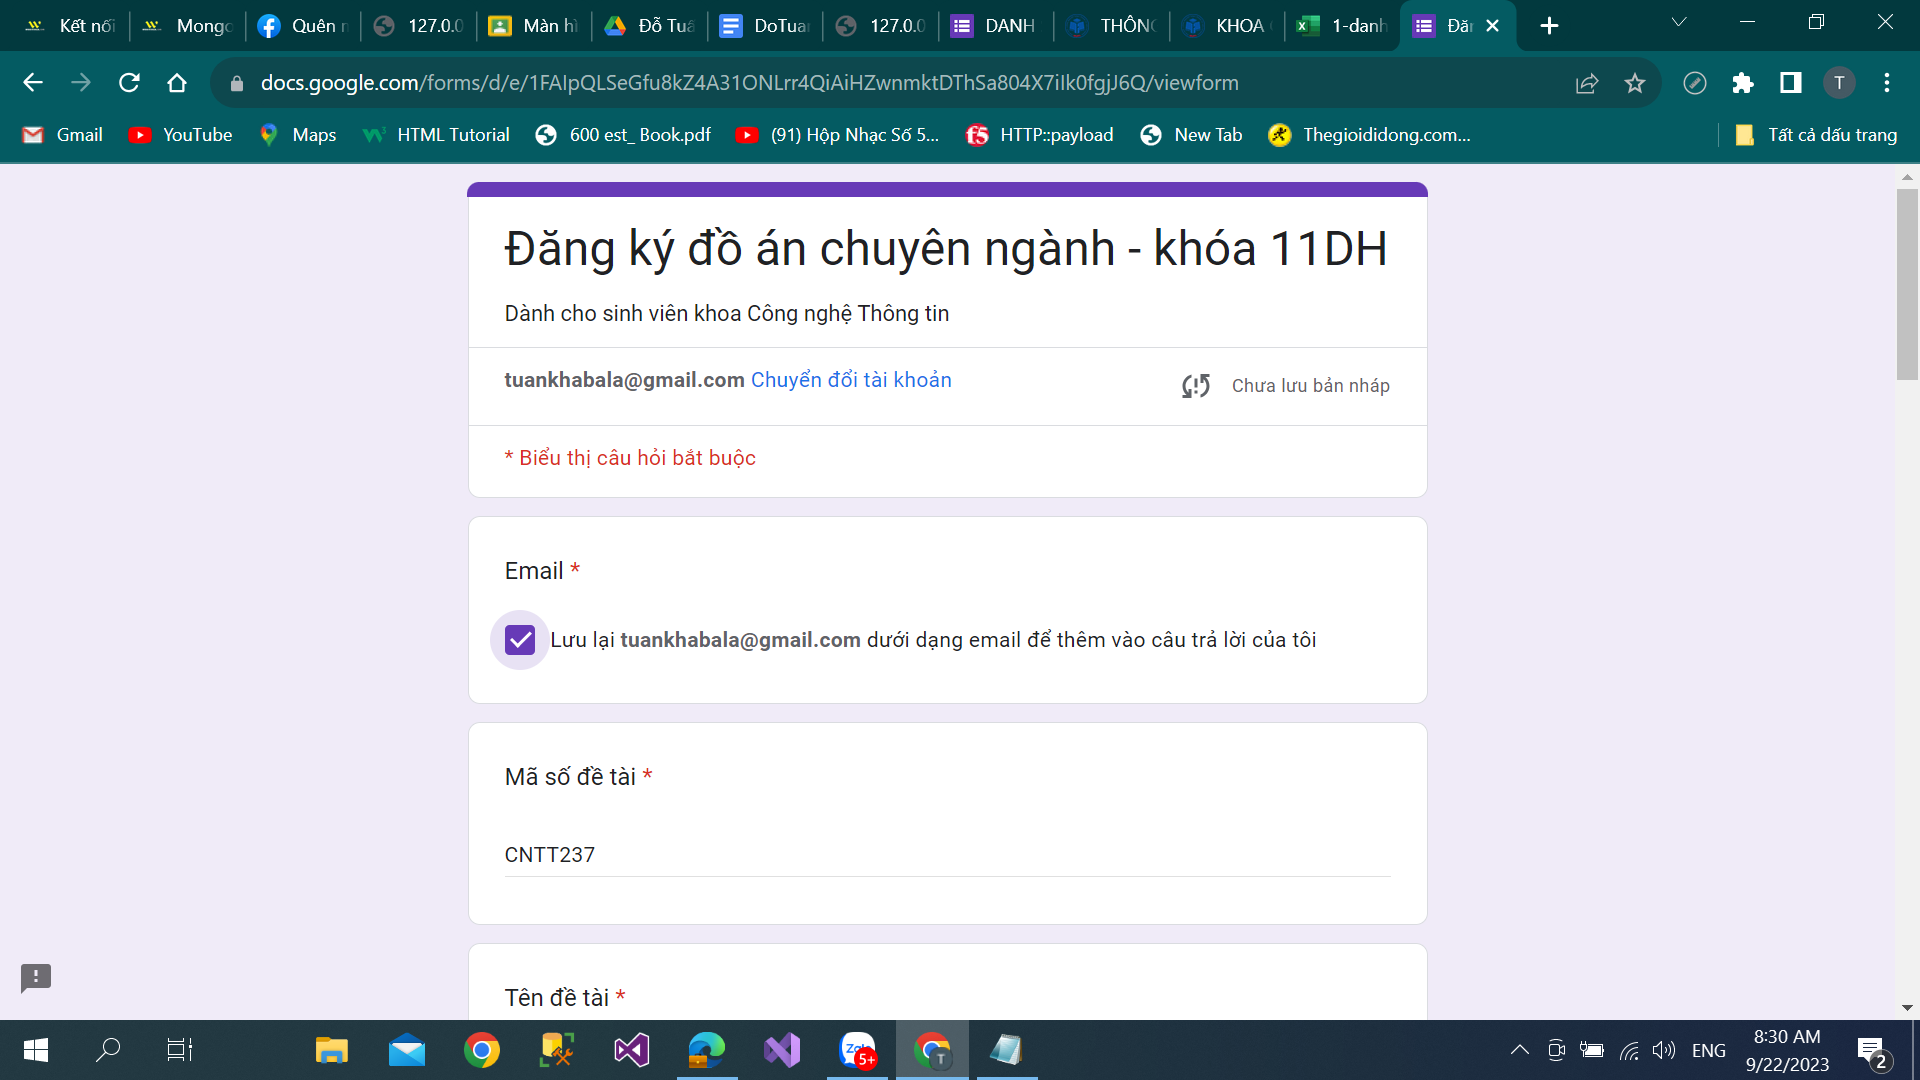 Kết nối
Mongo
Quên n
127.0.0
Màn hì
Đỗ Tuấ
DoTuan
127.0.0
DANH
THÔNG
KHOA
1-danh
Đăn
docs.google.com/forms/d/e/1FAIpQLSeGfu8kZ4A31ONLrr4QiAiHZwnmktDThSa804X7iIk0fgjJ6Q/viewform
T
Gmail
YouTube
Maps
HTML Tutorial
600 est_ Book.pdf
(91) Hộp Nhạc Số 5...
HTTP::payload
New Tab
Thegioididong.com...
Tất cả dấu trang
Đăng ký đồ án chuyên ngành - khóa 11DH
Dành cho sinh viên khoa Công nghệ Thông tin
tuankhabala@gmail.com Chuyển đổi tài khoản
Chưa lưu bản nháp
* Biểu thị câu hỏi bắt buộc
Email *
Lưu lại tuankhabala@gmail.com dưới dạng email để thêm vào câu trả lời của tôi
Mã số đề tài *
CNTT237
Tên đề tài *
Zalo
5+
T
ENG
8:30 AM
9/22/2023
2